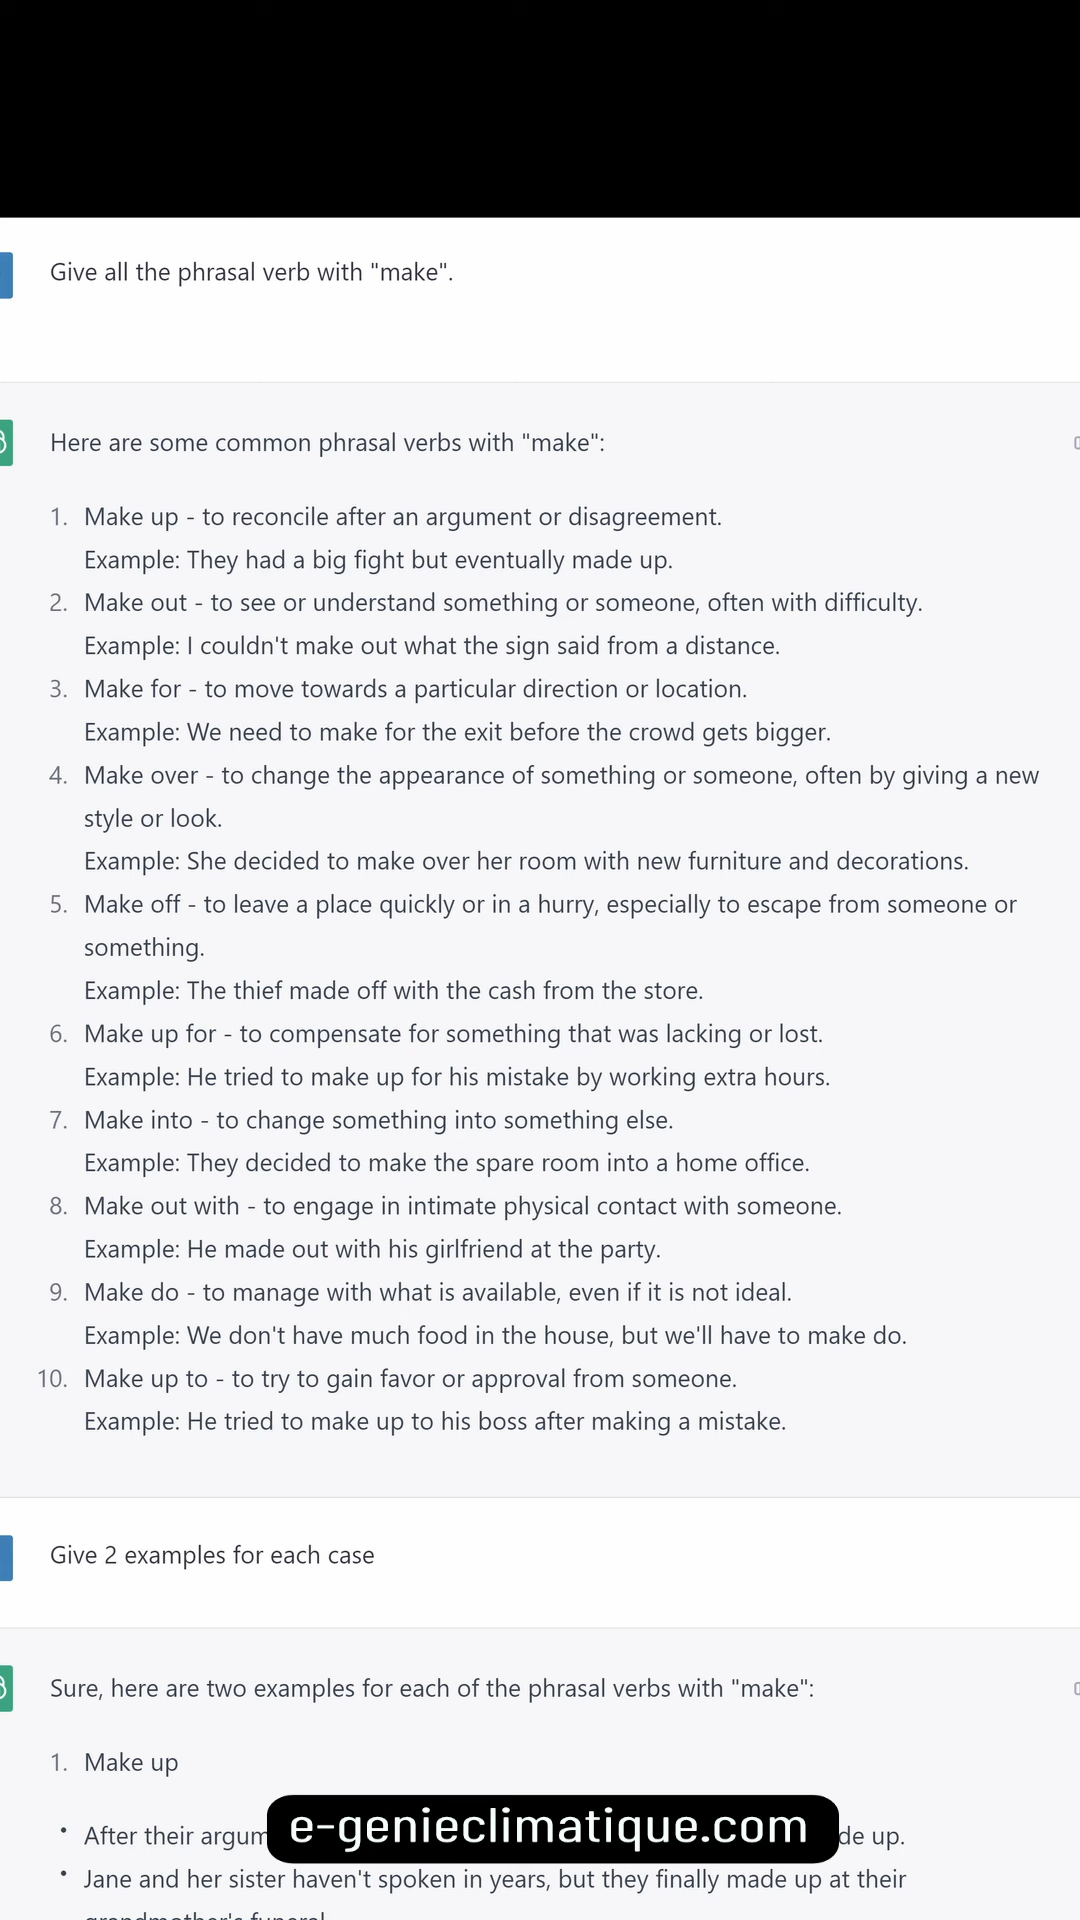 Give all the phrasal verb with "make".
Here are some common phrasal verbs with "make":
1. Make up - to reconcile after an argument or disagreement.
Example: They had a big fight but eventually made up.
2. Make out - to see or understand something or someone, often with difficulty.
Example: I couldn't make out what the sign said from a distance.
3. Make for - to move towards a particular direction or location.
Example: We need to make for the exit before the crowd gets bigger.
4. Make over - to change the appearance of something or someone, often by giving a new
style or look.
Example: She decided to make over her room with new furniture and decorations.
5. Make off - to leave a place quickly or in a hurry, especially to escape from someone or
something.
Example: The thief made off with the cash from the store.
6. Make up for - to compensate for something that was lacking or lost.
Example: He tried to make up for his mistake by working extra hours.
7. Make into - to change something into something else.
Example: They decided to make the spare room into a home office.
8. Make out with - to engage in intimate physical contact with someone.
Example: He made out with his girlfriend at the party.
9. Make do - to manage with what is available, even if it is not ideal.
Example: We don't have much food in the house, but we'll have to make do.
10. Make up to - to try to gain favor or approval from someone.
Example: He tried to make up to his boss after making a mistake.
Give 2 examples for each case
Sure, here are two examples for each of the phrasal verbs with "make":
1. Make up
• After their argum e-genieclimatique.com de up.
• Jane and her sister haven't spoken in years, but they finally made up at their
grandmother's funeral